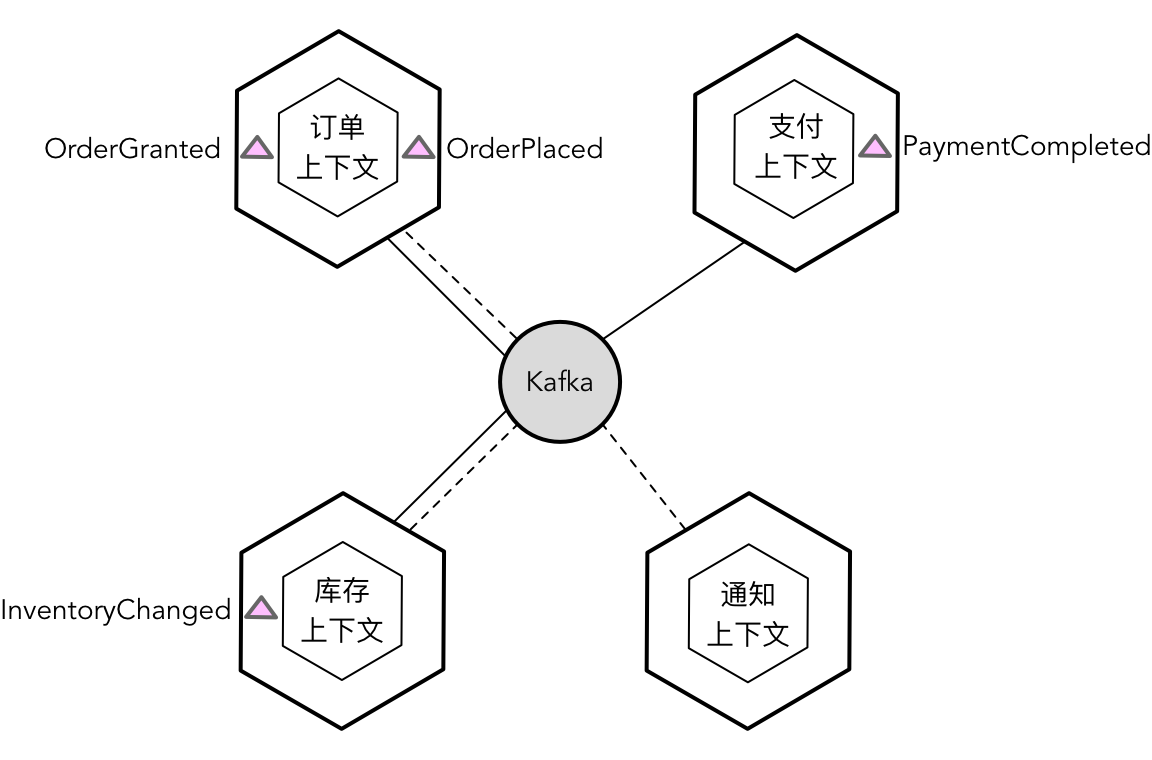 订单
上下文
OrderGranted
OrderPlaced
支付
上下文
PaymentCompleted
Kafka
库存
上下文
InventoryChanged
通知
上下文